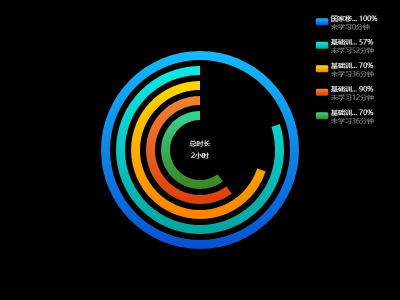 总时长
2小时
国家移... 100%
未学习0分钟
基础训... 57%
未学习52分钟
基础训... 70%
未学习36分钟
基础训... 90%
未学习12分钟
基础训... 70%
未学习36分钟